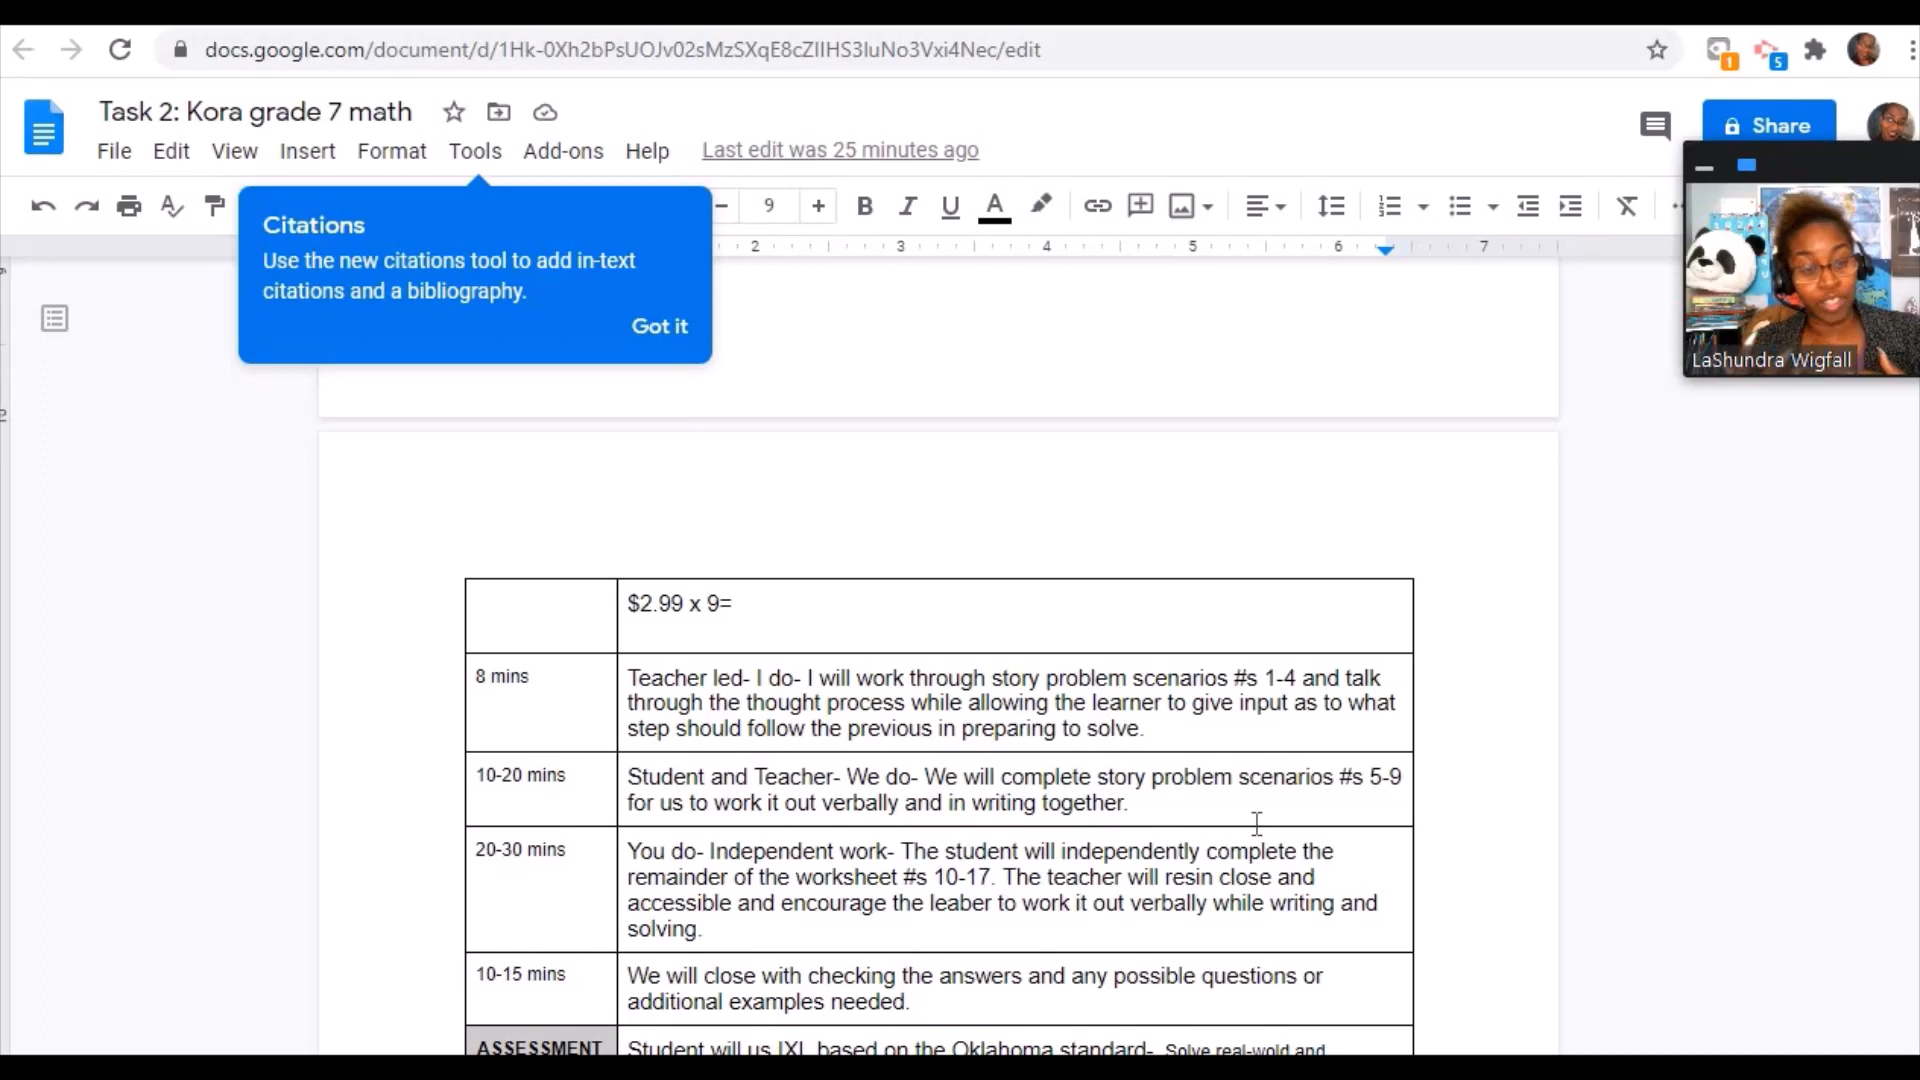 docs.google.com/document/d/1Hk-0Xh2bPsUOJv02sMzSXqE8cZIIHS3IuNo3Vxi4Nec/edit
1
5
Task 2: Kora grade 7 math
Share
File Edit View Insert Format Tools Add-ons Help Last edit was 25 minutes ago
9
2 3 4 5 6 7
Citations
Use the new citations tool to add in-text
citations and a bibliography.
Got it
LaShundra Wigfall
$2.99 x 9=
8 mins
Teacher led- I do- I will work through story problem scenarios #s 1-4 and talk
through the thought process while allowing the learner to give input as to what
step should follow the previous in preparing to solve.
10-20 mins
Student and Teacher- We do- We will complete story problem scenarios #s 5-9
for us to work it out verbally and in writing together.
20-30 mins
You do- Independent work- The student will independently complete the
remainder of the worksheet #s 10-17. The teacher will resin close and
accessible and encourage the leaber to work it out verbally while writing and
solving.
10-15 mins
We will close with checking the answers and any possible questions or
additional examples needed.
ASSESSMENT
Student will us IXL based on the Oklahoma standard- Solve real-wold and